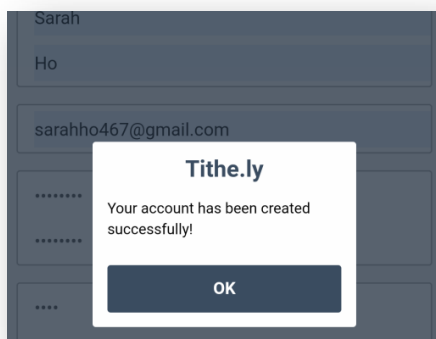 Sarah
Ho
sarahho467@gmail.com
Tithe.ly
••••••••
Your account has been created
successfully!
••••••••
OK
••••